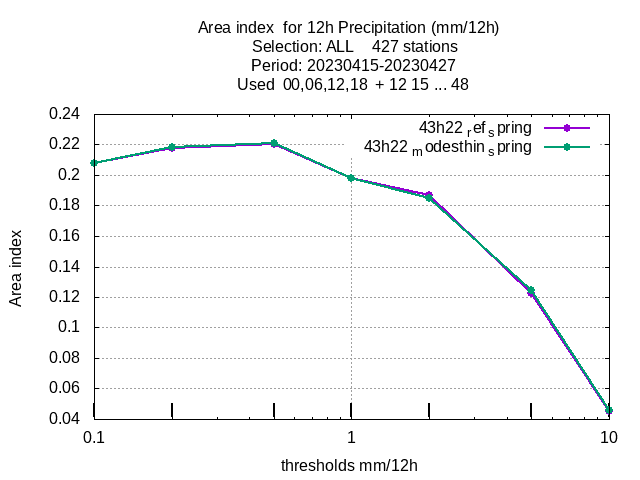 Area index  for 12h Precipitation (mm/12h)
Selection: ALL    427 stations
Period: 20230415-20230427
Used  00,06,12,18  + 12 15 ... 48
43h22 ref spring
43h22 modesthin spring
0.24
0.22
0.2
0.18
0.16
0.14
0.12
0.1
0.08
0.06
0.04
Area index
0.1 1 10
thresholds mm/12h